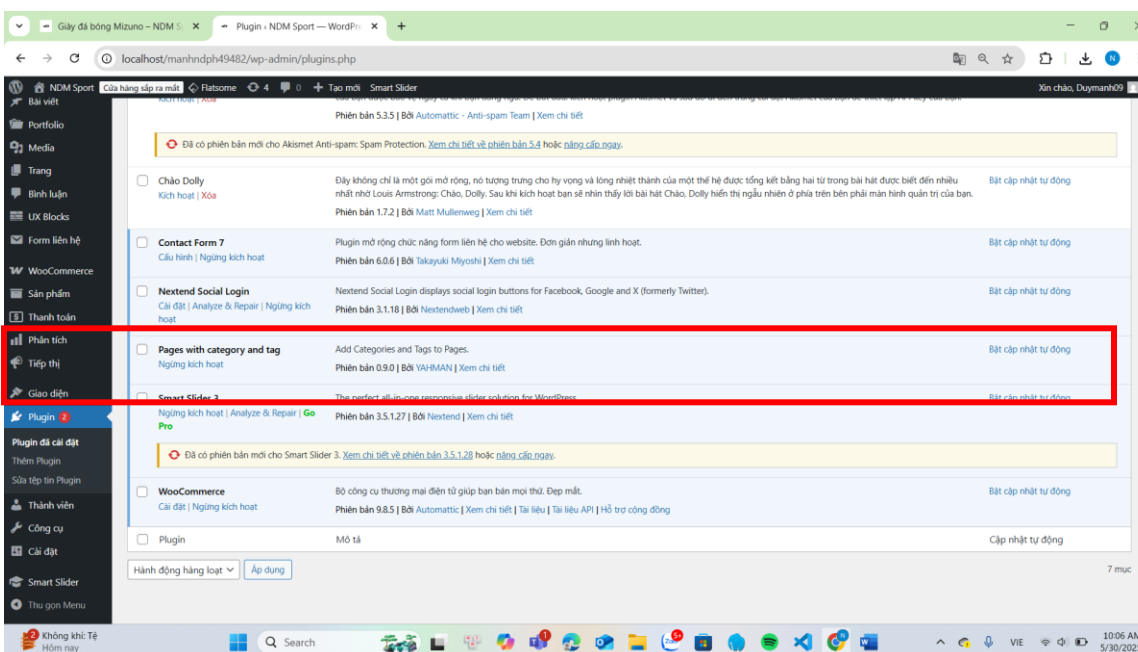 Giày đá bóng Mizuno – NDM S
Plugin ‹ NDM Sport — WordPre
localhost/manhndph49482/wp-admin/plugins.php
NDM Sport Cửa hàng sắp ra mắt Flatsome 4 0 Tạo mới Smart Slider Xin chào, Duymanh09
Bài viết
Portfolio
Media
Trang
Bình luận
UX Blocks
Form liên hệ
WooCommerce
Sản phẩm
Thanh toán
Phân tích
Tiếp thị
Giao diện
Plugin 2
Plugin đã cài đặt
Thêm Plugin
Sửa tệp tin Plugin
Thành viên
Công cụ
Cài đặt
Smart Slider
Thu gọn Menu
Kích hoạt | Xóa
Phiên bản 5.3.5 | Bởi Automattic - Anti-spam Team | Xem chi tiết
Đã có phiên bản mới cho Akismet Anti-spam: Spam Protection. Xem chi tiết về phiên bản 5.4 hoặc nâng cấp ngay.
Chào Dolly
Kích hoạt | Xóa
Đây không chỉ là một gói mở rộng, nó tượng trưng cho hy vọng và lòng nhiệt thành của một thế hệ được tổng kết bằng hai từ trong bài hát được biết đến nhiều
nhất nhờ Louis Armstrong: Chào, Dolly. Sau khi kích hoạt bạn sẽ nhìn thấy lời bài hát Chào, Dolly hiển thị ngẫu nhiên ở phía trên bên phải màn hình quản trị của bạn.
Phiên bản 1.7.2 | Bởi Matt Mullenweg | Xem chi tiết
Bật cập nhật tự động
Contact Form 7
Cấu hình | Ngừng kích hoạt
Plugin mở rộng chức năng form liên hệ cho website. Đơn giản nhưng linh hoạt.
Phiên bản 6.0.6 | Bởi Takayuki Miyoshi | Xem chi tiết
Bật cập nhật tự động
Nextend Social Login
Cài đặt | Analyze & Repair | Ngừng kích
hoạt
Nextend Social Login displays social login buttons for Facebook, Google and X (formerly Twitter).
Phiên bản 3.1.18 | Bởi Nextendweb | Xem chi tiết
Bật cập nhật tự động
Pages with category and tag
Ngừng kích hoạt
Add Categories and Tags to Pages.
Phiên bản 0.9.0 | Bởi YAHMAN | Xem chi tiết
Bật cập nhật tự động
Smart Slider 3
Ngừng kích hoạt | Analyze & Repair | Go
Pro
The perfect all-in-one responsive slider solution for WordPress.
Phiên bản 3.5.1.27 | Bởi Nextend | Xem chi tiết
Bật cập nhật tự động
Đã có phiên bản mới cho Smart Slider 3. Xem chi tiết về phiên bản 3.5.1.28 hoặc nâng cấp ngay.
WooCommerce
Cài đặt | Ngừng kích hoạt
Bộ công cụ thương mại điện tử giúp bạn bán mọi thứ. Đẹp mắt.
Phiên bản 9.8.5 | Bởi Automattic | Xem chi tiết | Tài liệu | Tài liệu API | Hỗ trợ cộng đồng
Bật cập nhật tự động
Plugin Mô tả Cập nhật tự động
Hành động hàng loạt Áp dụng 7 mục
Không khí: Tệ
Hôm nay
Search
VIE
10:06 AM
5/30/202